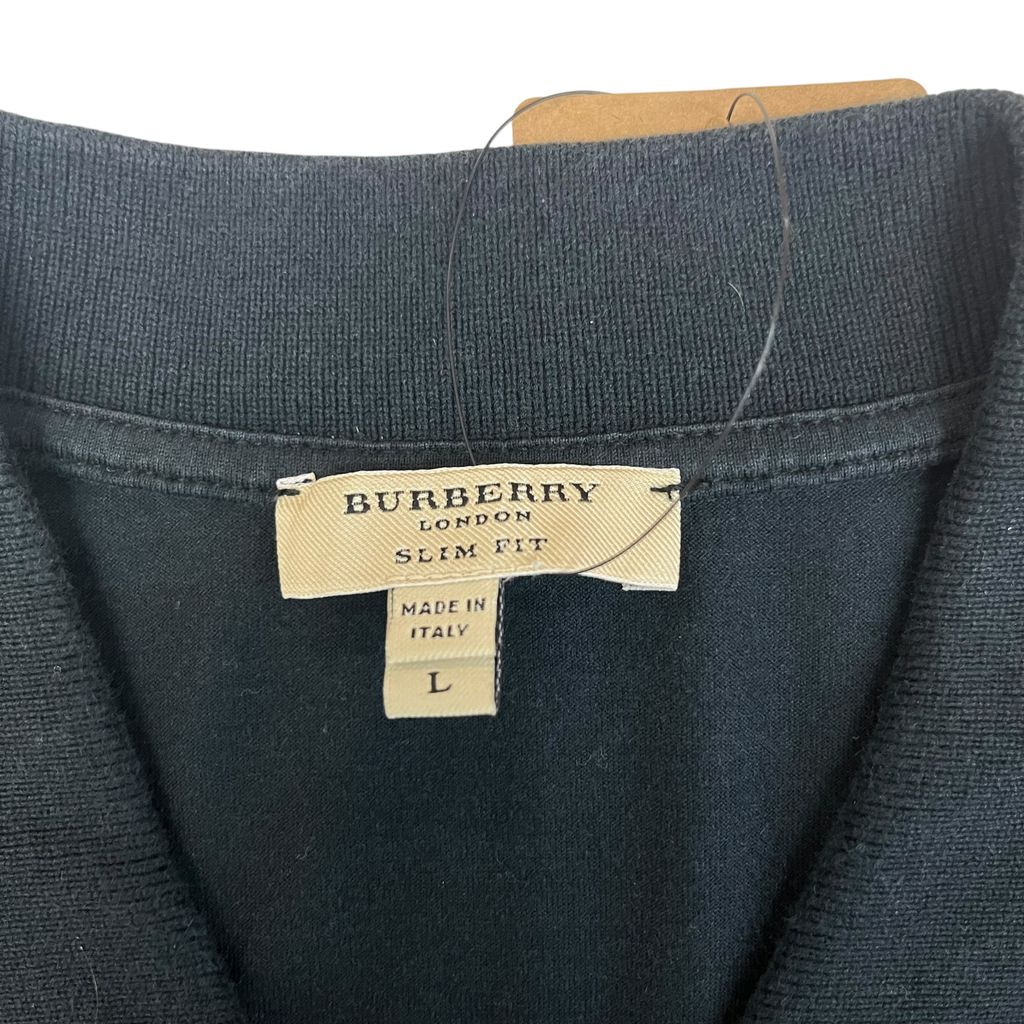 BURBERRY
LONDON
SLIM FIT
MADE IN
ITALY
L